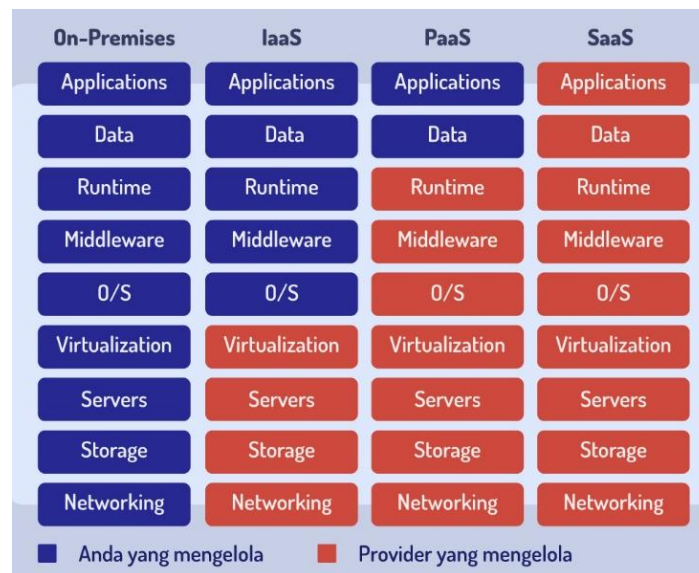 On-Premises IaaS PaaS SaaS
Applications Applications Applications Applications
Data Data Data Data
Runtime Runtime Runtime Runtime
Middleware Middleware Middleware Middleware
O/S O/S O/S O/S
Virtualization Virtualization Virtualization Virtualization
Servers Servers Servers Servers
Storage Storage Storage Storage
Networking Networking Networking Networking
Anda yang mengelola Provider yang mengelola